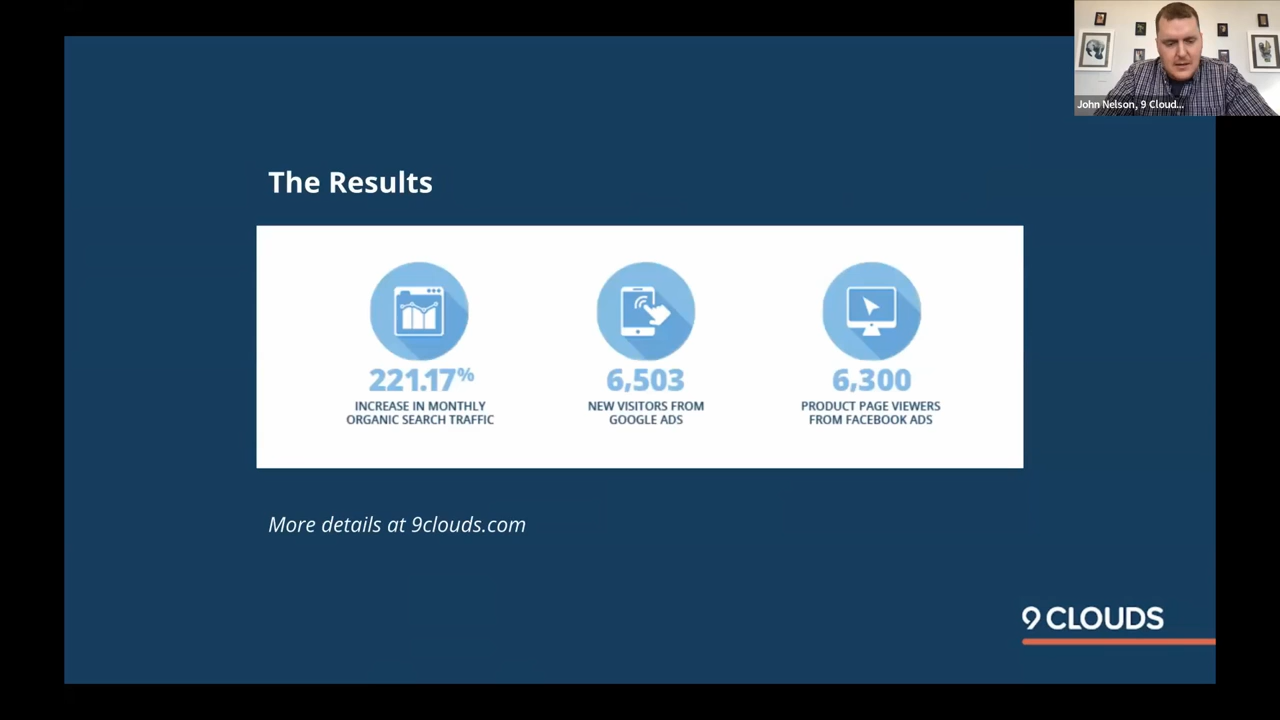 John Nelson, 9 Cloud...
The Results
221.17%
INCREASE IN MONTHLY
ORGANIC SEARCH TRAFFIC
6,503
NEW VISITORS FROM
GOOGLE ADS
6,300
PRODUCT PAGE VIEWERS
FROM FACEBOOK ADS
More details at 9clouds.com
9 CLOUDS